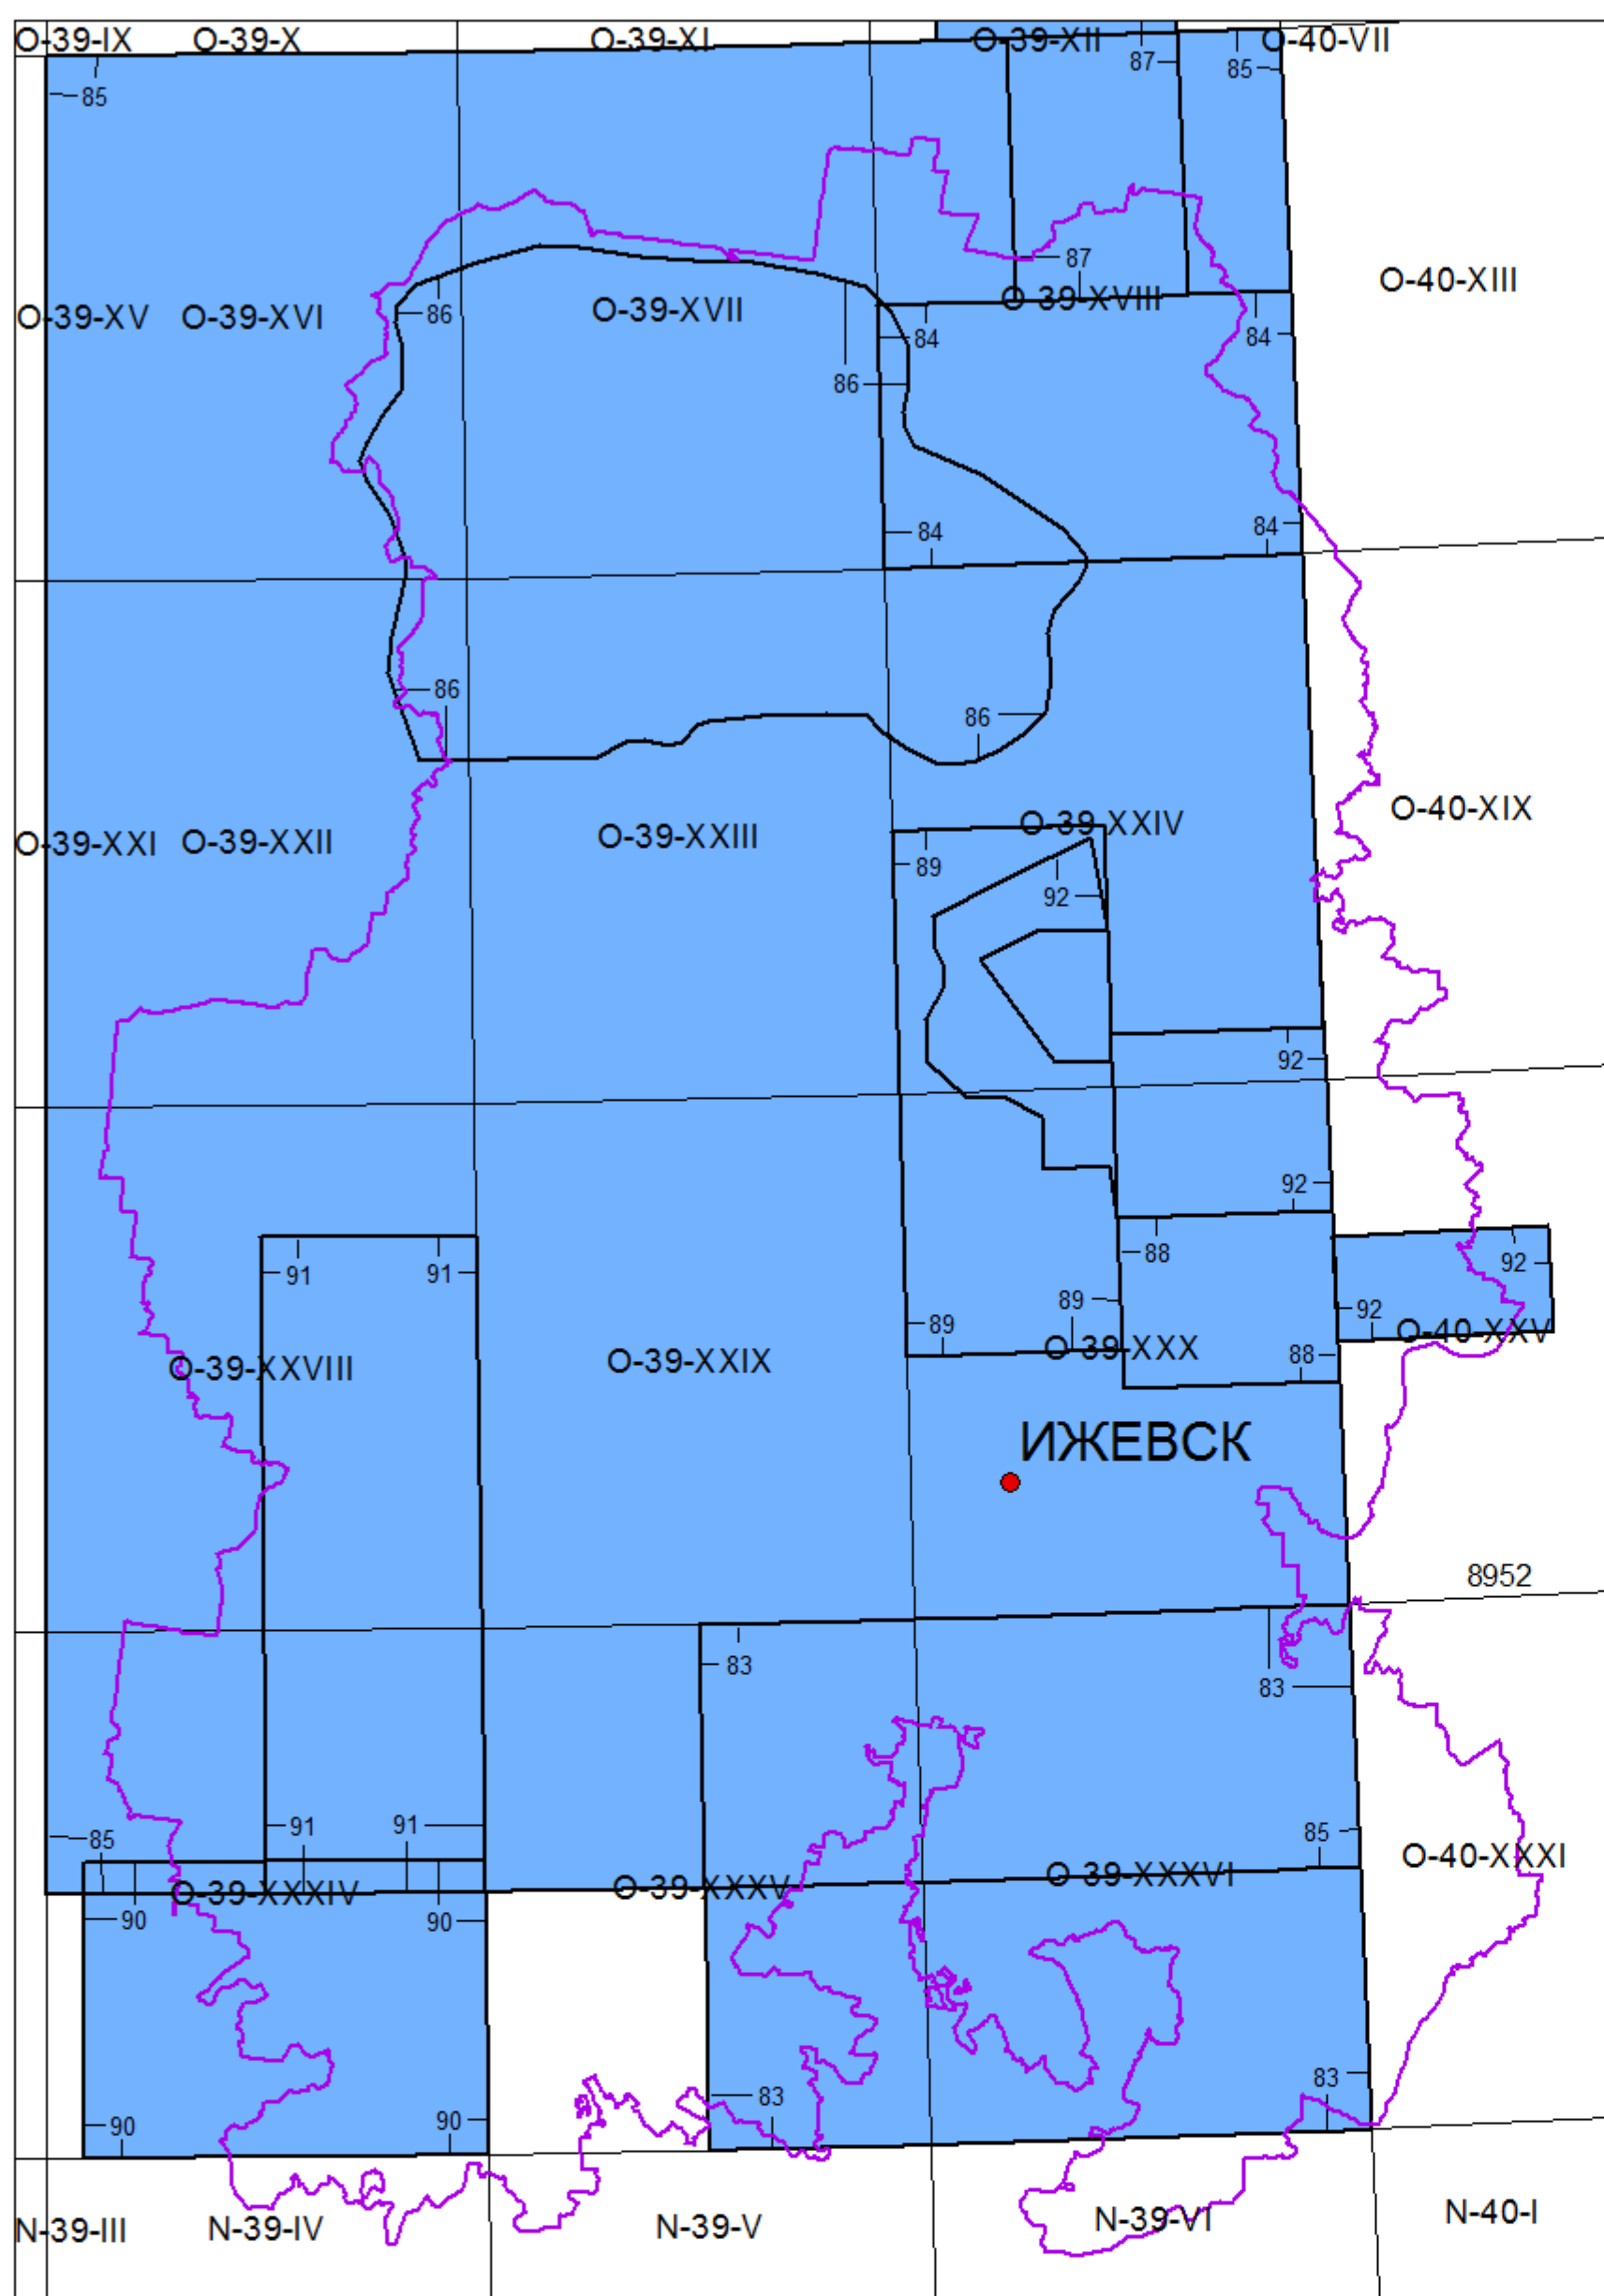 O-39-IX
O-39-X
O-39-XI
O-39-XII
O-40-VII
87
85
85
87
O-39-XV
O-39-XVI
O-39-XVII
O-39-XVIII
O-40-XIII
86
84
84
86
84
84
86
86
O-39-XXI
O-39-XXII
O-39-XXIII
O-39-XXIV
O-40-XIX
89
92
92
92
88
91
91
92
89
92
89
88
O-39-XXVIII
O-39-XXIX
O-39-XXX
O-40-XXV
ИЖЕВСК
8952
83
83
91
91
85
85
O-39-XXXIV
O-39-XXXV
O-39-XXXVI
O-40-XXXI
90
90
83
83
90
90
N-39-III
N-39-IV
N-39-V
N-39-VI
N-40-I